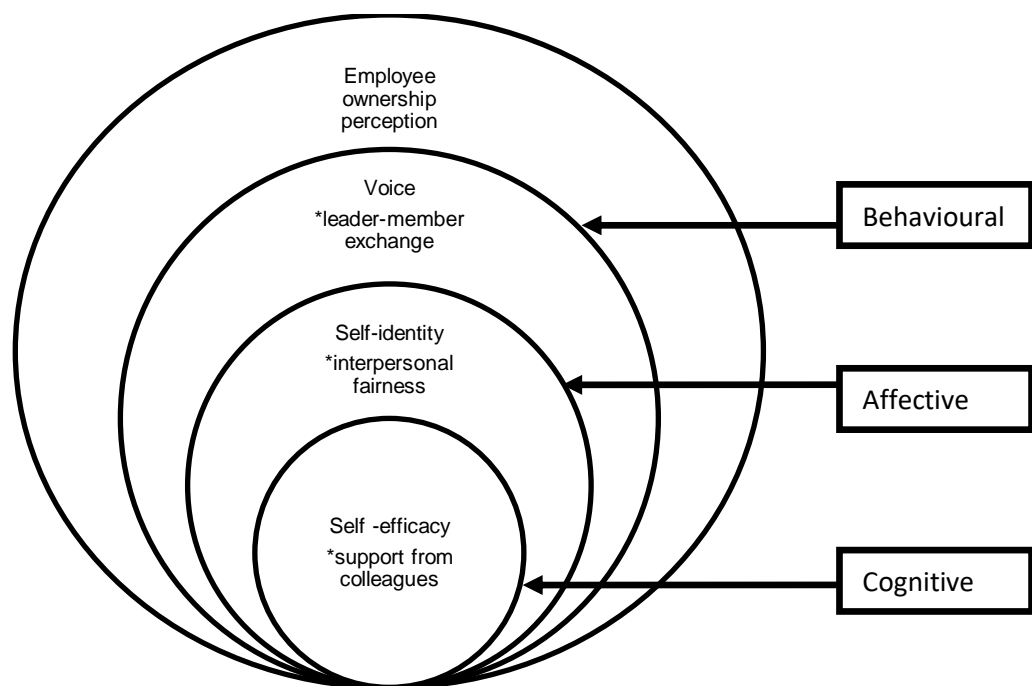 Employee
ownership
perception
Voice
*leader-member
exchange
Behavioural
Self-identity
*interpersonal
fairness
Affective
Self -efficacy
*support from
colleagues
Cognitive